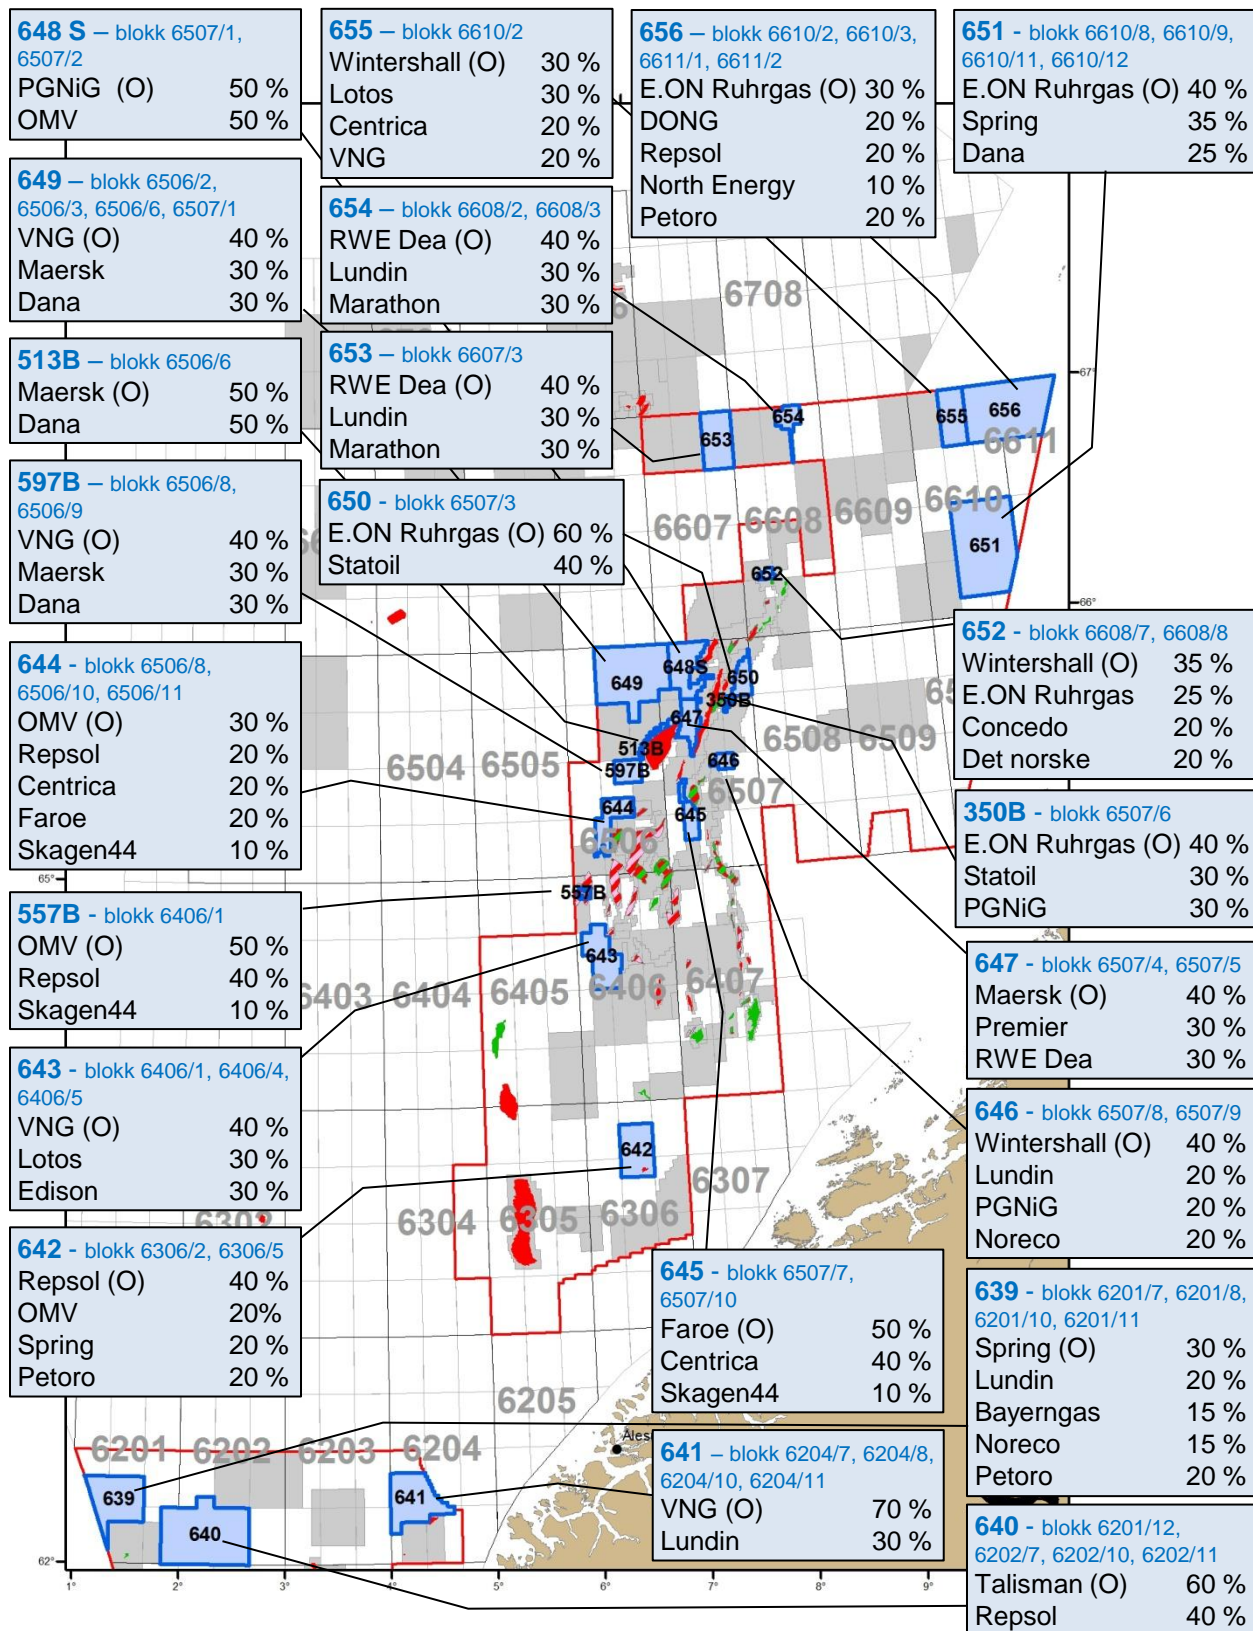 648 S – blokk 6507/1,
6507/2
PGNiG (O) 50 %
OMV 50 %
655 – blokk 6610/2
Wintershall (O) 30 %
Lotos 30 %
Centrica 20 %
VNG 20 %
656 – blokk 6610/2, 6610/3,
6611/1, 6611/2
E.ON Ruhrgas (O) 30 %
DONG 20 %
Repsol 20 %
North Energy 10 %
Petoro 20 %
651 - blokk 6610/8, 6610/9,
6610/11, 6610/12
E.ON Ruhrgas (O) 40 %
Spring 35 %
Dana 25 %
649 – blokk 6506/2,
6506/3, 6506/6, 6507/1
VNG (O) 40 %
Maersk 30 %
Dana 30 %
654 – blokk 6608/2, 6608/3
RWE Dea (O) 40 %
Lundin 30 %
Marathon 30 %
513B – blokk 6506/6
Maersk (O) 50 %
Dana 50 %
653 – blokk 6607/3
RWE Dea (O) 40 %
Lundin 30 %
Marathon 30 %
597B – blokk 6506/8,
6506/9
VNG (O) 40 %
Maersk 30 %
Dana 30 %
650 - blokk 6507/3
E.ON Ruhrgas (O) 60 %
Statoil 40 %
644 - blokk 6506/8,
6506/10, 6506/11
OMV (O) 30 %
Repsol 20 %
Centrica 20 %
Faroe 20 %
Skagen44 10 %
652 - blokk 6608/7, 6608/8
Wintershall (O) 35 %
E.ON Ruhrgas 25 %
Concedo 20 %
Det norske 20 %
350B - blokk 6507/6
E.ON Ruhrgas (O) 40 %
Statoil 30 %
PGNiG 30 %
557B - blokk 6406/1
OMV (O) 50 %
Repsol 40 %
Skagen44 10 %
647 - blokk 6507/4, 6507/5
Maersk (O) 40 %
Premier 30 %
RWE Dea 30 %
643 - blokk 6406/1, 6406/4,
6406/5
VNG (O) 40 %
Lotos 30 %
Edison 30 %
646 - blokk 6507/8, 6507/9
Wintershall (O) 40 %
Lundin 20 %
PGNiG 20 %
Noreco 20 %
642 - blokk 6306/2, 6306/5
Repsol (O) 40 %
OMV 20%
Spring 20 %
Petoro 20 %
645 - blokk 6507/7,
6507/10
Faroe (O) 50 %
Centrica 40 %
Skagen44 10 %
639 - blokk 6201/7, 6201/8,
6201/10, 6201/11
Spring (O) 30 %
Lundin 20 %
Bayerngas 15 %
Noreco 15 %
Petoro 20 %
641 – blokk 6204/7, 6204/8,
6204/10, 6204/11
VNG (O) 70 %
Lundin 30 %
640 - blokk 6201/12,
6202/7, 6202/10, 6202/11
Talisman (O) 60 %
Repsol 40 %
6708
67°
653
654
655
656
6611
6607
6608
6609
6610
651
652
66°
649
648S
650
350B
647
513B
597B
646
6504
6505
6508
6509
6507
644
645
6506
65°
557B
643
6403
6404
6405
6406
6407
642
6302
6304
6305
6306
6307
6205
6201
6202
6203
6204
Åles
639
640
641
62°
1° 2° 3° 4° 5° 6° 7° 8° 9°